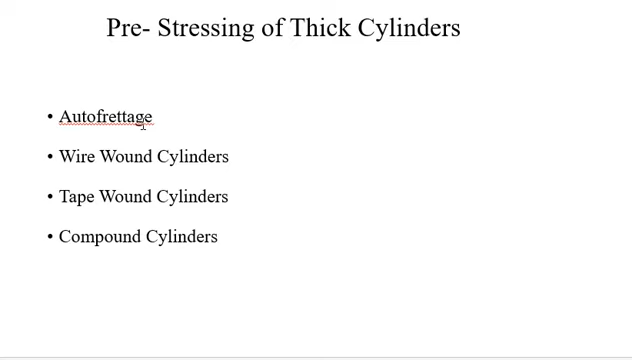 Pre- Stressing of Thick Cylinders
• Autofrettage
• Wire Wound Cylinders
• Tape Wound Cylinders
• Compound Cylinders